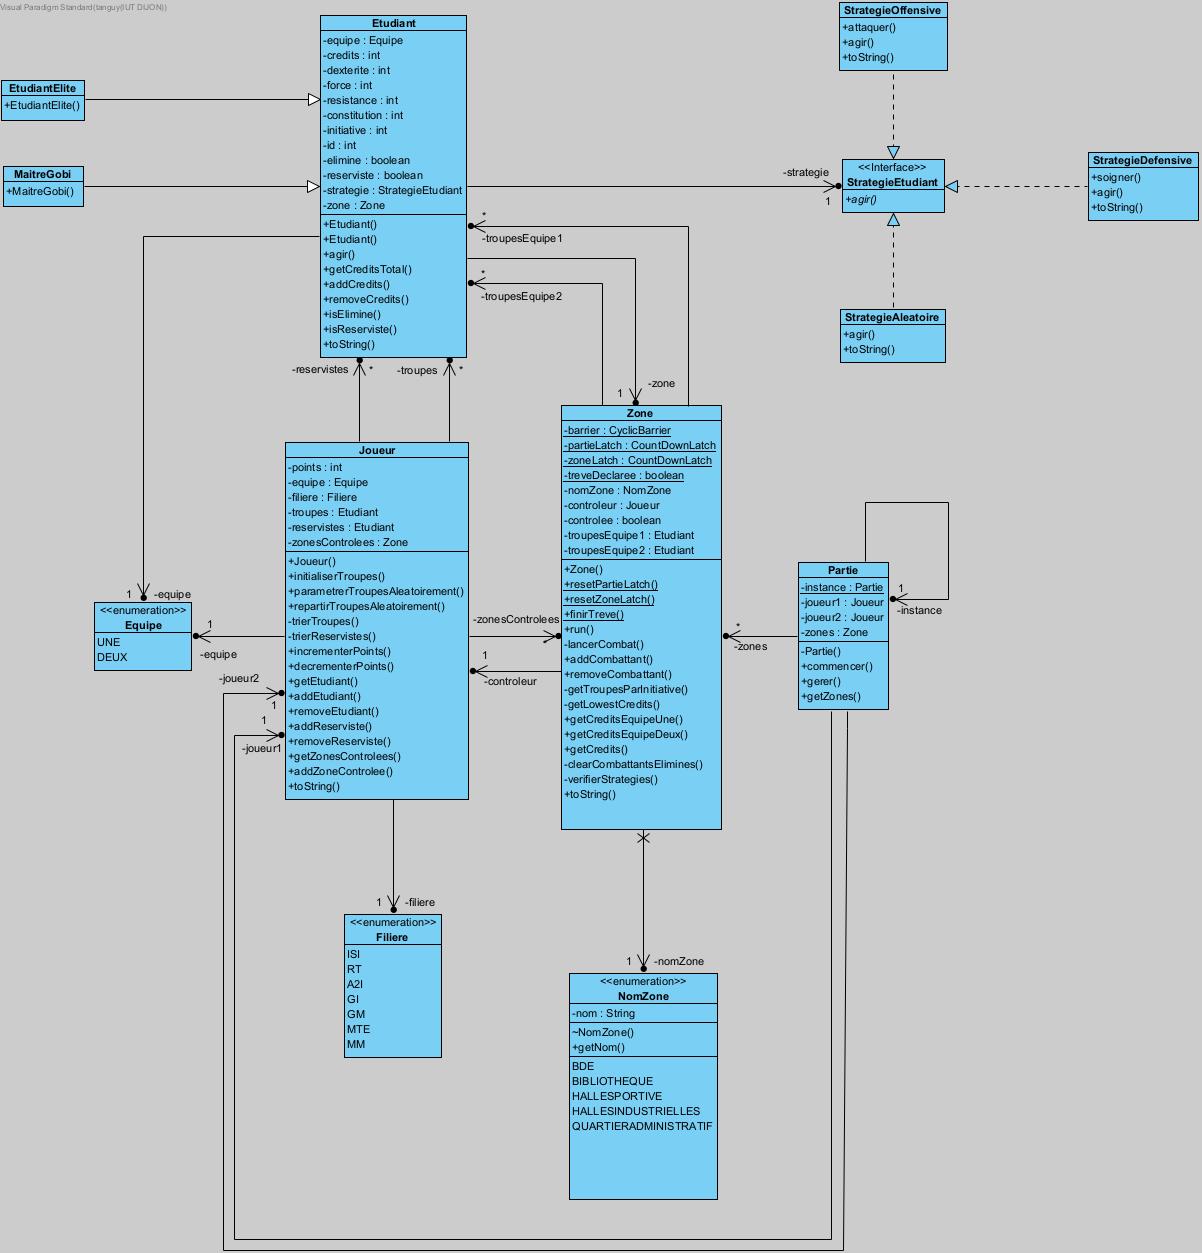 Visual Paradigm Standard(tanguy(IUT DIJON))
Etudiant
-equipe : Equipe
-credits : int
-dexterite : int
-force : int
-resistance : int
-constitution : int
-initiative : int
-id : int
-elimine : boolean
-reserviste : boolean
-strategie : StrategieEtudiant
-zone : Zone
+Etudiant()
+Etudiant()
+agir()
+getCreditsTotal()
+addCredits()
+removeCredits()
+isElimine()
+isReserviste()
+toString()
EtudiantElite
+EtudiantElite()
MaitreGobi
+MaitreGobi()
StrategieOffensive
+attaquer()
+agir()
+toString()
<<Interface>>
StrategieEtudiant
+agir()
StrategieDefensive
+soigner()
+agir()
+toString()
StrategieAleatoire
+agir()
+toString()
-strategie
1
*
-troupesEquipe1
*
-troupesEquipe2
-reservistes
*
-troupes
*
1
-zone
Joueur
-points : int
-equipe : Equipe
-filiere : Filiere
-troupes : Etudiant
-reservistes : Etudiant
-zonesControlees : Zone
+Joueur()
+initialiserTroupes()
+parametrerTroupesAleatoirement()
+repartirTroupesAleatoirement()
-trierTroupes()
-trierReservistes()
+incrementerPoints()
+decrementerPoints()
+getEtudiant()
+addEtudiant()
+removeEtudiant()
+addReserviste()
+removeReserviste()
+getZonesControlees()
+addZoneControlee()
+toString()
Zone
-barrier : CyclicBarrier
-partieLatch : CountDownLatch
-zoneLatch : CountDownLatch
-treveDeclaree : boolean
-nomZone : NomZone
-controleur : Joueur
-controlee : boolean
-troupesEquipe1 : Etudiant
-troupesEquipe2 : Etudiant
+Zone()
+resetPartieLatch()
+resetZoneLatch()
+finirTreve()
+run()
-lancerCombat()
+addCombattant()
+removeCombattant()
-getTroupesParInitiative()
-getLowestCredits()
+getCreditsEquipeUne()
+getCreditsEquipeDeux()
+getCredits()
-clearCombattantsElimines()
-verifierStrategies()
+toString()
Partie
-instance : Partie
-joueur1 : Joueur
-joueur2 : Joueur
-zones : Zone
-Partie()
+commencer()
+gerer()
+getZones()
1
-instance
*
-zones
1
-equipe
<<enumeration>>
Equipe
UNE
DEUX
1
-equipe
-zonesControlees
*
1
-controleur
-joueur2
1
1
-joueur1
1
-filiere
<<enumeration>>
Filiere
ISI
RT
A2I
GI
GM
MTE
MM
1
-nomZone
<<enumeration>>
NomZone
-nom : String
~NomZone()
+getNom()
BDE
BIBLIOTHEQUE
HALLESPORTIVE
HALLESINDUSTRIELLES
QUARTIERADMINISTRATIF